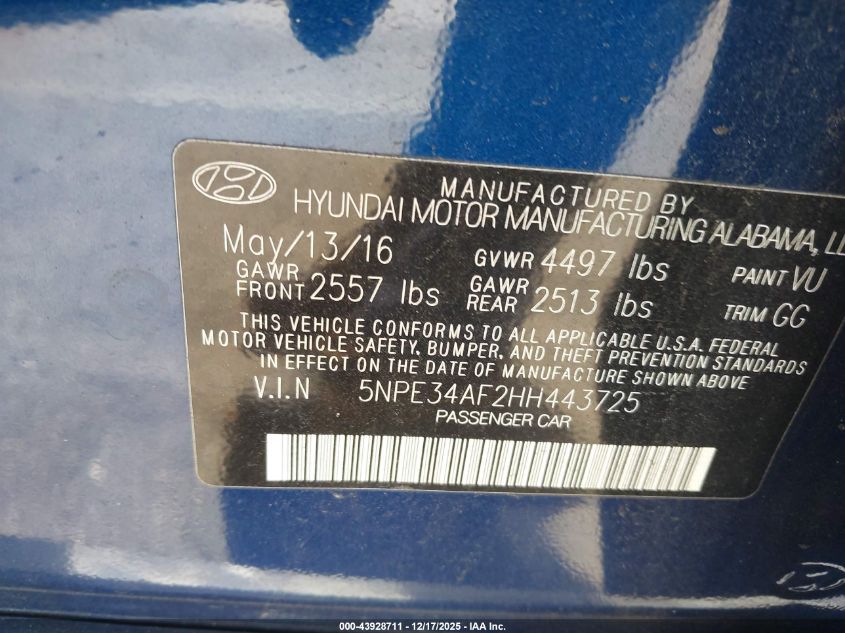 MANUFACTURED BY
HYUNDAI MOTOR MANUFACTURING ALABAMA, LL
May/13/16 GVWR 4497 lbs PAINT VU
GAWR FRONT 2557 lbs GAWR REAR 2513 lbs TRIM GG
THIS VEHICLE CONFORMS TO ALL APPLICABLE U.S.A. FEDERAL
MOTOR VEHICLE SAFETY, BUMPER, AND THEFT PREVENTION STANDARDS
IN EFFECT ON THE DATE OF MANUFACTURE SHOWN ABOVE
V.I.N 5NPE34AF2HH443725
PASSENGER CAR
000-43928711 - 12/17/2025 - IAA Inc.